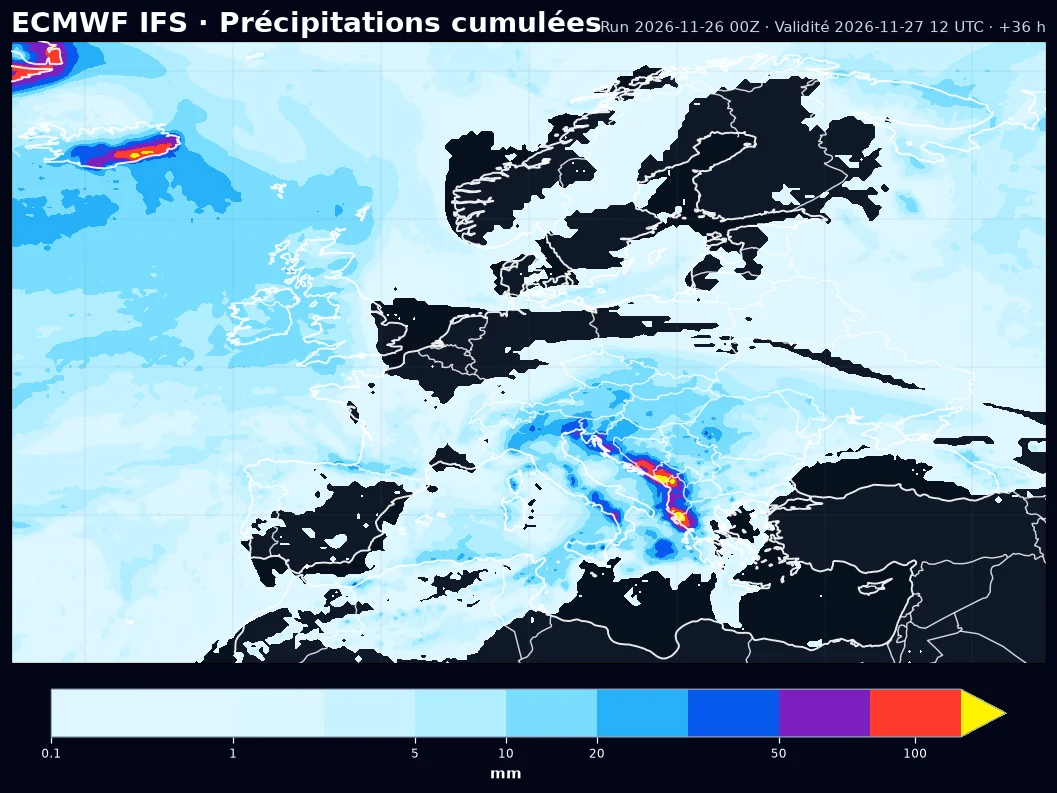 ECMWF IFS · Précipitations cumulées
Run 2026-11-26 00Z · Validité 2026-11-27 12 UTC · +36 h
0.1 1 5 10 20 50 100
mm